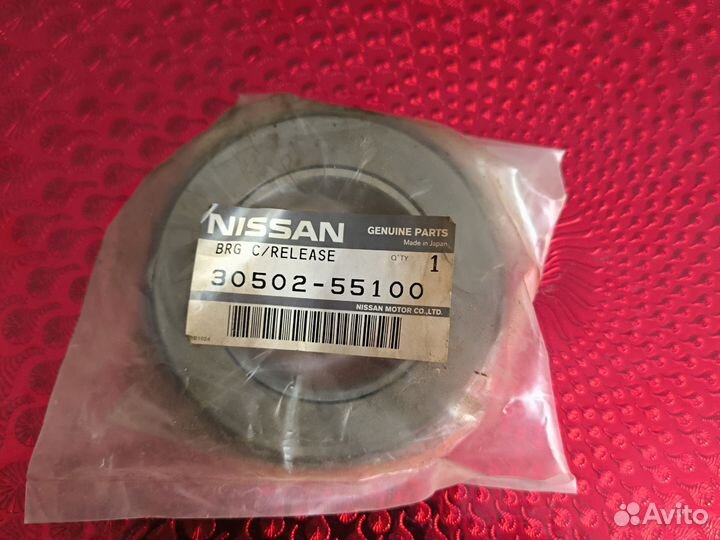 NISSAN GENUINE PARTS
Made in Japan
BRG C/RELEASE Q'TY 1
30502-55100
NISSAN MOTOR CO.,LTD.
Avito